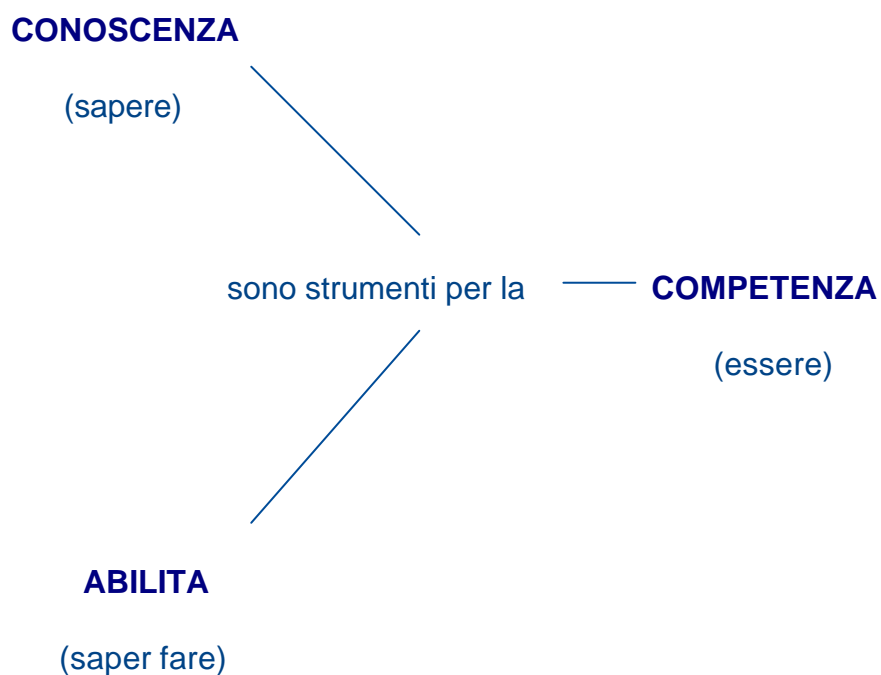 CONOSCENZA
(sapere)
sono strumenti per la
COMPETENZA
(essere)
ABILITA
(saper fare)